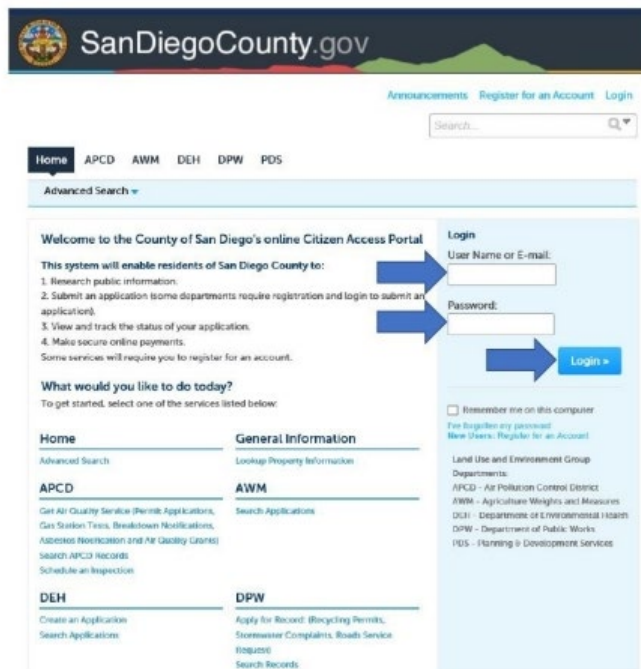 SanDiegoCounty.gov
Announcements Register for an Account Login
Search...
Home APCD AWM DEH DPW PDS
Advanced Search
Welcome to the County of San Diego's online Citizen Access Portal
This system will enable residents of San Diego County to:
1. Research public information.
2. Submit an application (some departments require registration and login to submit an
application).
3. View and track the status of your application.
4. Make secure online payments.
Some services will require you to register for an account.
What would you like to do today?
To get started, select one of the services listed below:
Home
Advanced Search
General Information
Lookup Property Information
APCD
Get Air Quality Service (Permit Applications,
Gas Station Tests, Breakdown Notifications,
Asbestos Notification and Air Quality Grants)
Search APCD Records
Schedule an Inspection
AWM
Search Applications
DEH
Create an Application
Search Applications
DPW
Apply for Record: (Recycling Permits,
Stormwater Complaints, Roads Service
Request)
Search Records
Login
User Name or E-mail:
Password:
Login »
Remember me on this computer
I've forgotten my password
New Users: Register for an Account
Land Use and Environment Group
Departments:
APCD - Air Pollution Control District
AWM - Agriculture Weights and Measures
DEH - Department of Environmental Health
DPW - Department of Public Works
PDS - Planning & Development Services